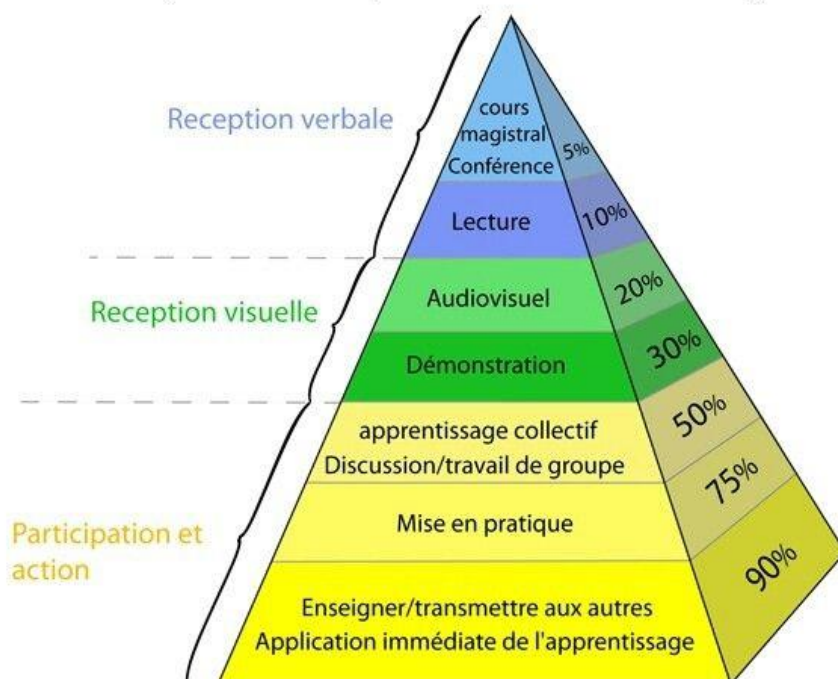 Reception verbale
cours
magistral
Conférence
5%
Lecture
10%
Reception visuelle
Audiovisuel
20%
Démonstration
30%
apprentissage collectif
Discussion/travail de groupe
50%
Participation et
action
Mise en pratique
75%
Enseigner/transmettre aux autres
Application immédiate de l'apprentissage
90%